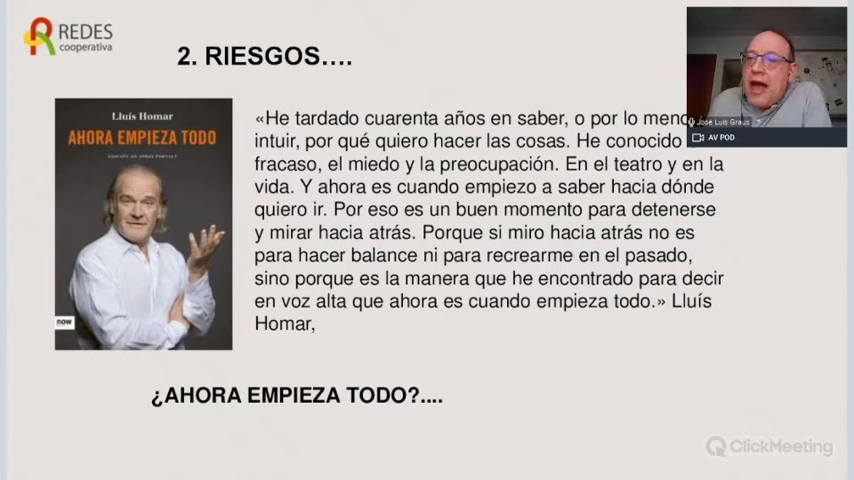 REDES
cooperativa
2. RIESGOS....
Lluís Homar
AHORA EMPIEZA TODO
EDICIÓN DE JORDI PORTALS
now
«He tardado cuarenta años en saber, o por lo meno
intuir, por qué quiero hacer las cosas. He conocido
fracaso, el miedo y la preocupación. En el teatro y en la
vida. Y ahora es cuando empiezo a saber hacia dónde
quiero ir. Por eso es un buen momento para detenerse
y mirar hacia atrás. Porque si miro hacia atrás no es
para hacer balance ni para recrearme en el pasado,
sino porque es la manera que he encontrado para decir
en voz alta que ahora es cuando empieza todo.» Lluís
Homar,
José Luis Graus
AV POD
¿AHORA EMPIEZA TODO?....
ClickMeeting